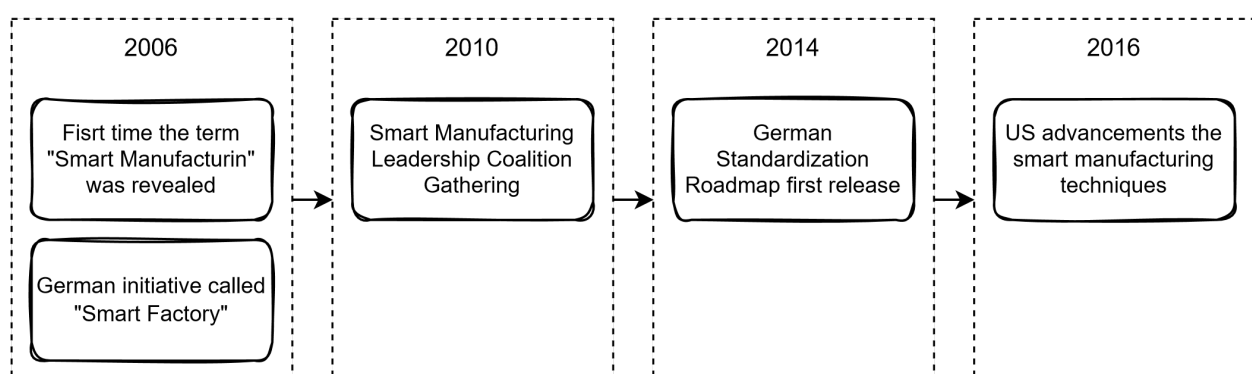 2006
Fisrt time the term
"Smart Manufacturin"
was revealed
German initiative called
"Smart Factory"
2010
Smart Manufacturing
Leadership Coalition
Gathering
2014
German
Standardization
Roadmap first release
2016
US advancements the
smart manufacturing
techniques